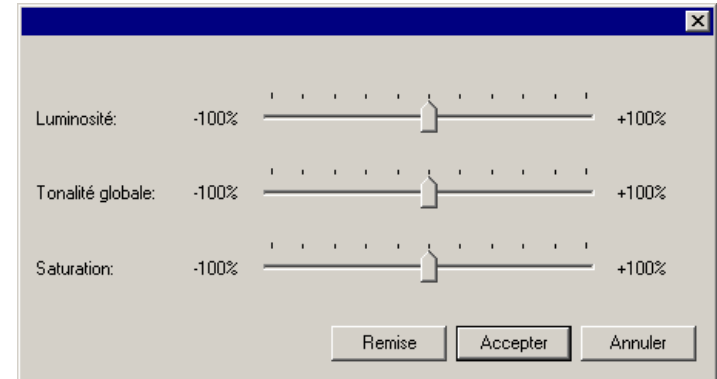 Luminosité: -100% +100%
Tonalité globale: -100% +100%
Saturation: -100% +100%
Remise Accepter Annuler